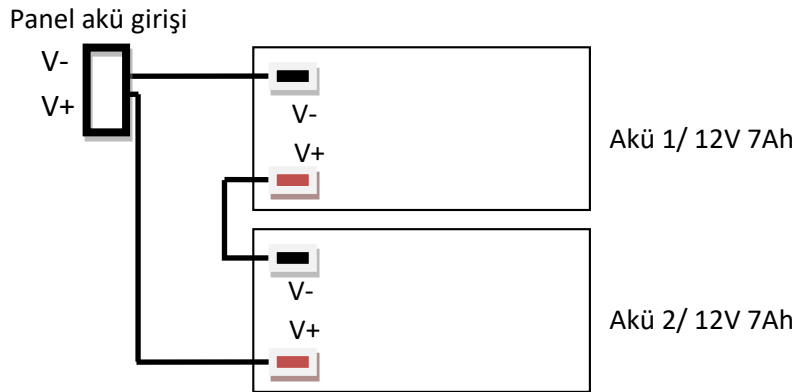 Panel akü girişi
V-
V+
V-
V+
Akü 1/ 12V 7Ah
V-
V+
Akü 2/ 12V 7Ah